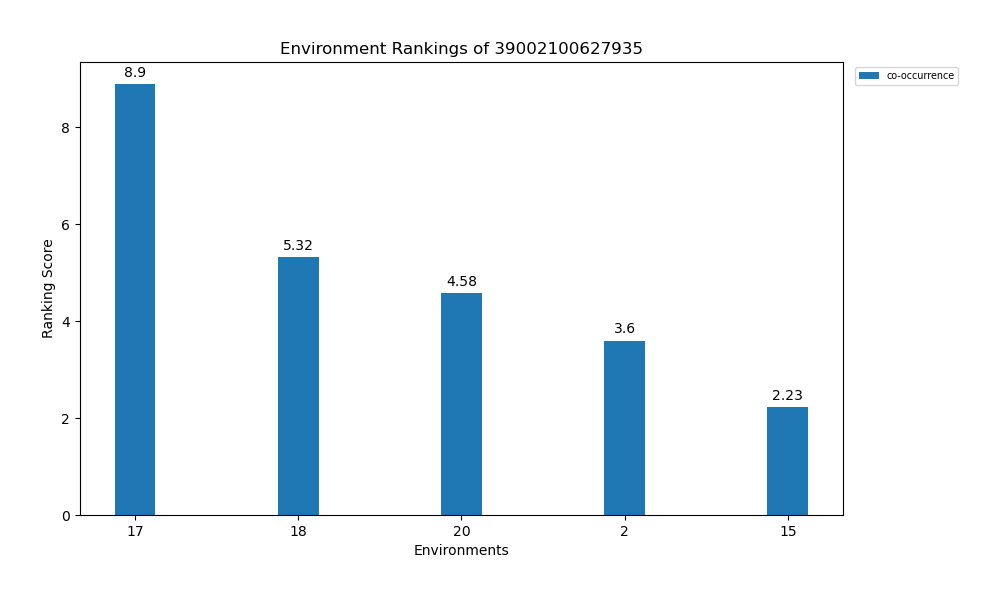 Environment Rankings of 39002100627935
co-occurrence
8.9
5.32
4.58
3.6
2.23
8
6
4
2
0
Ranking Score
17 18 20 2 15
Environments